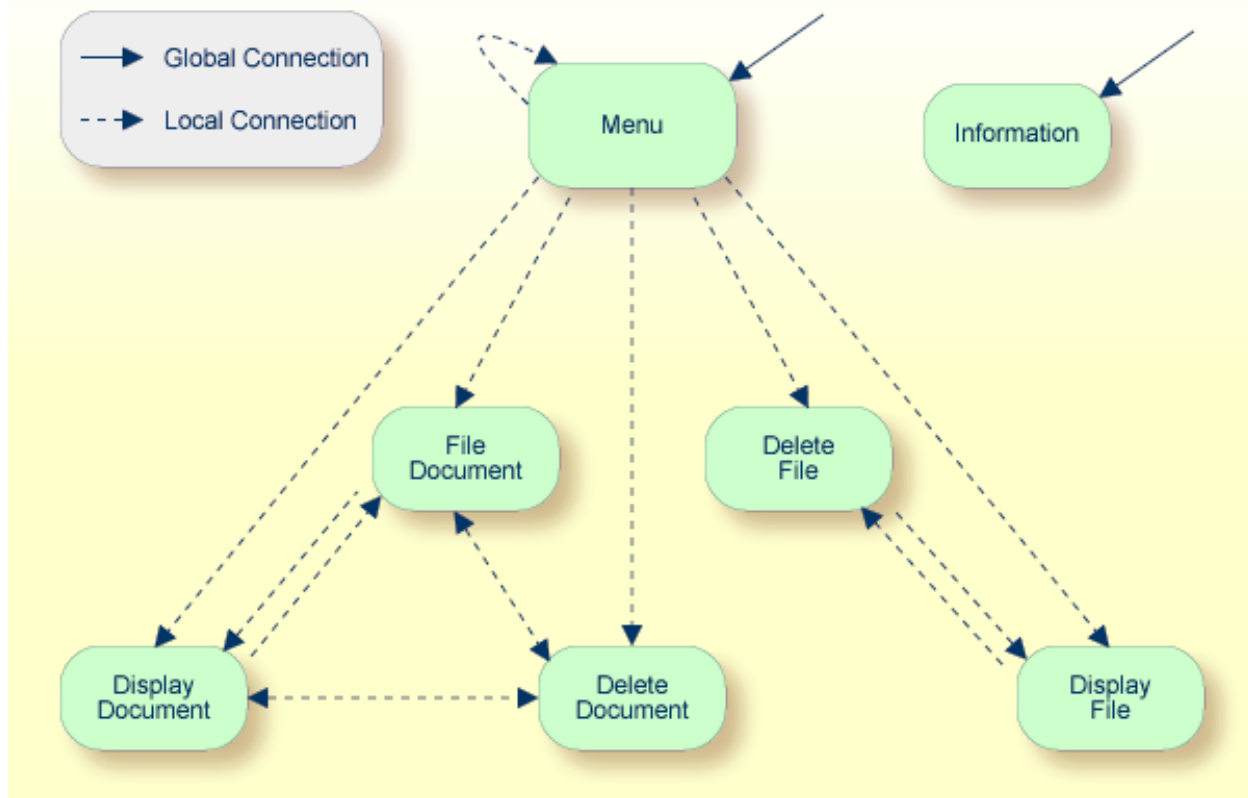 Global Connection
Local Connection
Menu
Information
File
Document
Delete
File
Display
Document
Delete
Document
Display
File